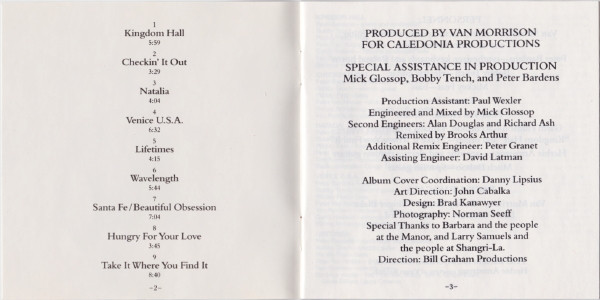 1
Kingdom Hall
5:59
2
Checkin' It Out
3:29
3
Natalia
4:04
4
Venice U.S.A.
6:32
5
Lifetimes
4:15
6
Wavelength
5:44
7
Santa Fe/Beautiful Obsession
7:04
8
Hungry For Your Love
3:45
9
Take It Where You Find It
8:40
–2–
PRODUCED BY VAN MORRISON
FOR CALEDONIA PRODUCTIONS
SPECIAL ASSISTANCE IN PRODUCTION
Mick Glossop, Bobby Tench, and Peter Bardens
Production Assistant: Paul Wexler
Engineered and Mixed by Mick Glossop
Second Engineers: Alan Douglas and Richard Ash
Remixed by Brooks Arthur
Additional Remix Engineer: Peter Granet
Assisting Engineer: David Latman
Album Cover Coordination: Danny Lipsius
Art Direction: John Cabalka
Design: Brad Kanawyer
Photography: Norman Seeff
Special Thanks to Barbara and the people
at the Manor, and Larry Samuels and
the people at Shangri-La.
Direction: Bill Graham Productions
–3–